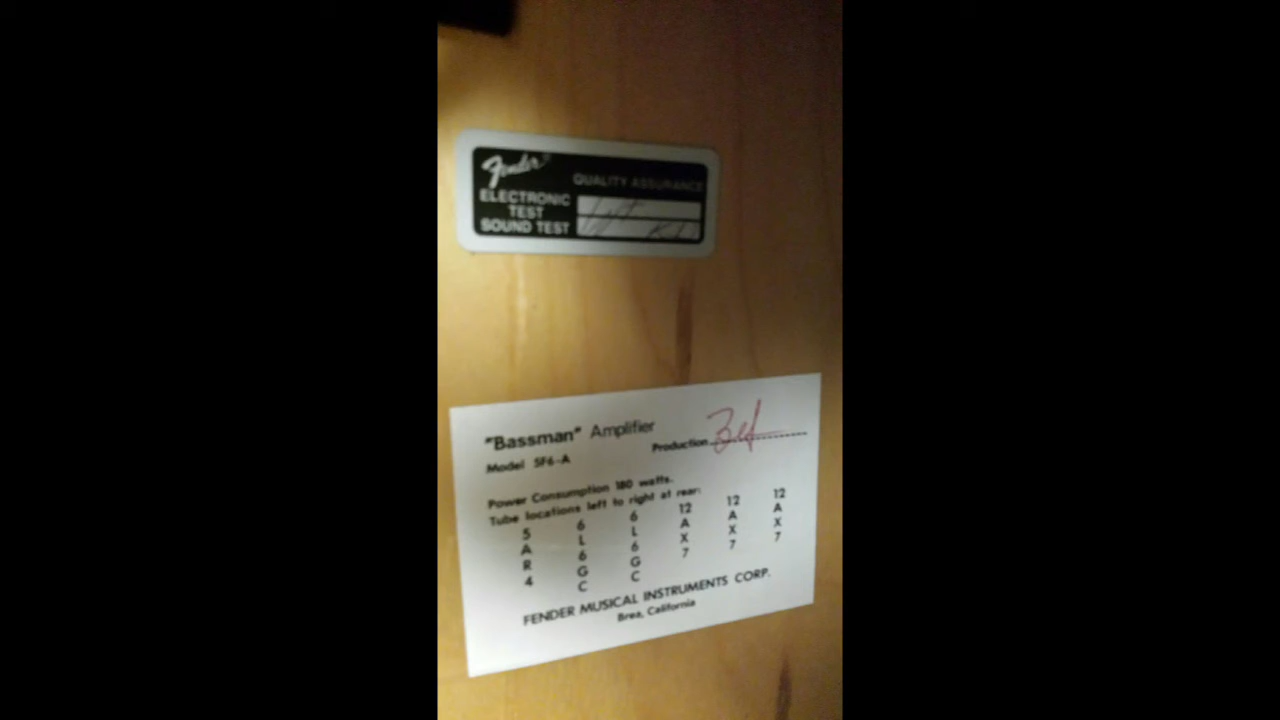 Fender
QUALITY ASSURANCE
ELECTRONIC
TEST
SOUND TEST
"Bassman" Amplifier
Model 5F6-A
Production
Power Consumption 180 watts.
Tube locations left to right at rear:
5 6 6 12 12 12
A L L A A A
R 6 6 X X X
4 G G 7 7 7
C C
FENDER MUSICAL INSTRUMENTS CORP.
Brea, California